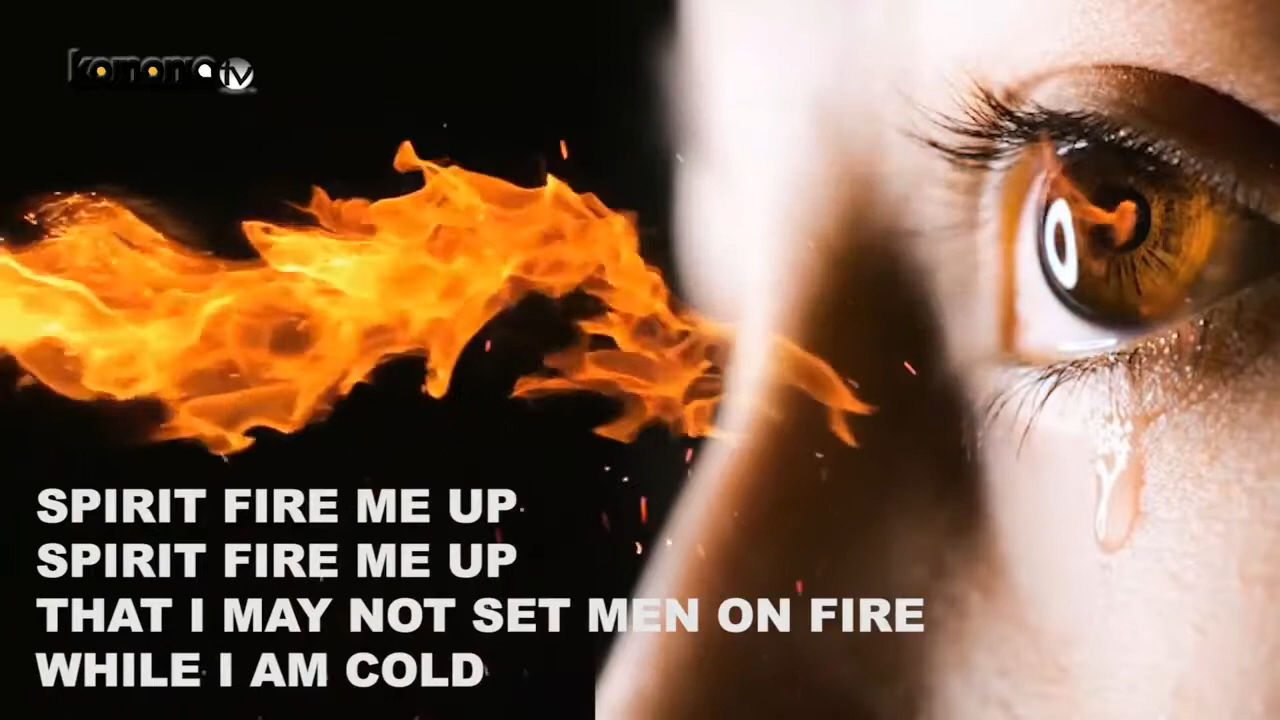 SPIRIT FIRE ME UP
SPIRIT FIRE ME UP
THAT I MAY NOT SET MEN ON FIRE
WHILE I AM COLD